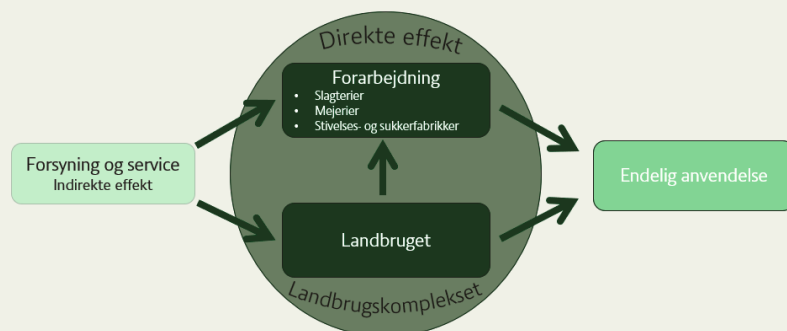 Direkte effekt
Forarbejdning
• Slagterier
• Mejerier
• Stivelses- og sukkerfabrikker
Forsyning og service
Indirekte effekt
Endelig anvendelse
Landbruget
Landbrugskomplekset